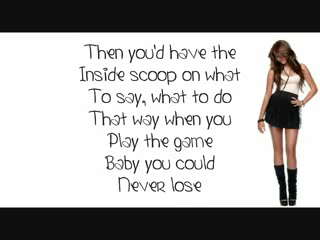 Then you'd have the
Inside scoop on what
To say, what to do
That way when you
Play the game
Baby you could
Never lose